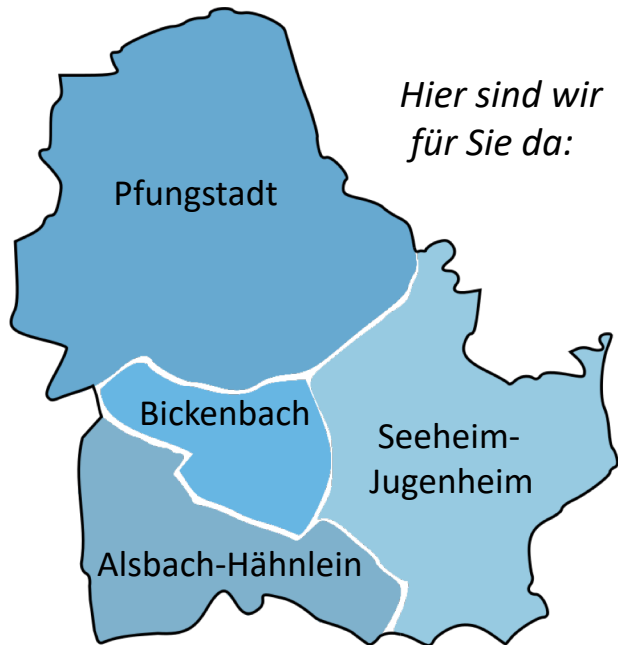 Hier sind wir
für Sie da:
Pfungstadt
Bickenbach
Seeheim-
Jugenheim
Alsbach-Hähnlein